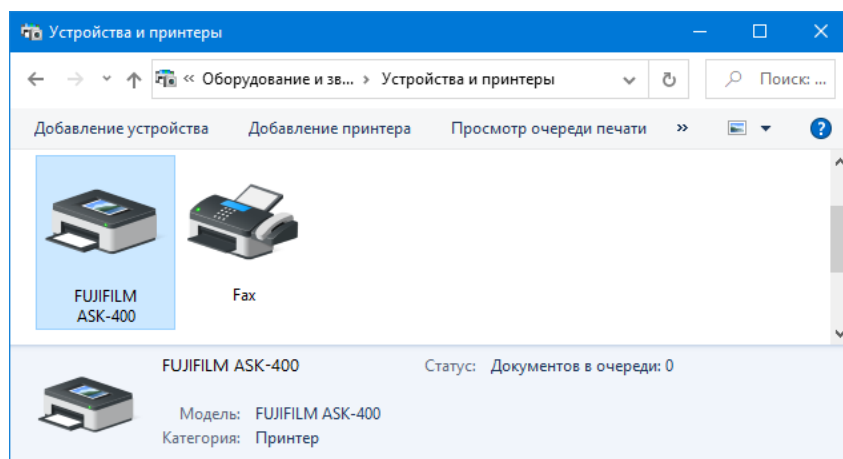 Устройства и принтеры
« Оборудование и зв... › Устройства и принтеры
Поиск: ...
Добавление устройства Добавление принтера Просмотр очереди печати » ?
FUJIFILM
ASK-400
Fax
FUJIFILM ASK-400 Статус: Документов в очереди: 0
Модель: FUJIFILM ASK-400
Категория: Принтер